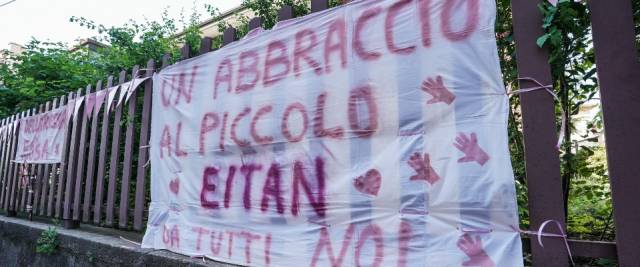 UN ABBRACCIO
AL PICCOLO
EITAN
DA TUTTI NOI